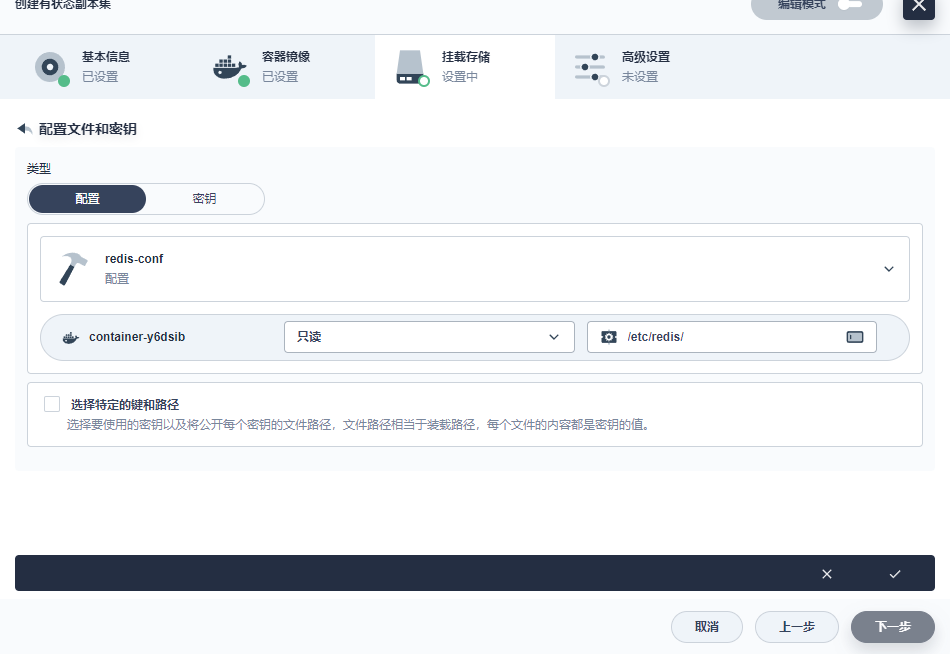 创建有状态副本集
编辑模式
基本信息
已设置
容器镜像
已设置
挂载存储
设置中
高级设置
未设置
配置文件和密钥
类型
配置
密钥
redis-conf
配置
container-y6dsib
只读
/etc/redis/
选择特定的键和路径
选择要使用的密钥以及将公开每个密钥的文件路径，文件路径相当于装载路径，每个文件的内容都是密钥的值。
取消
上一步
下一步